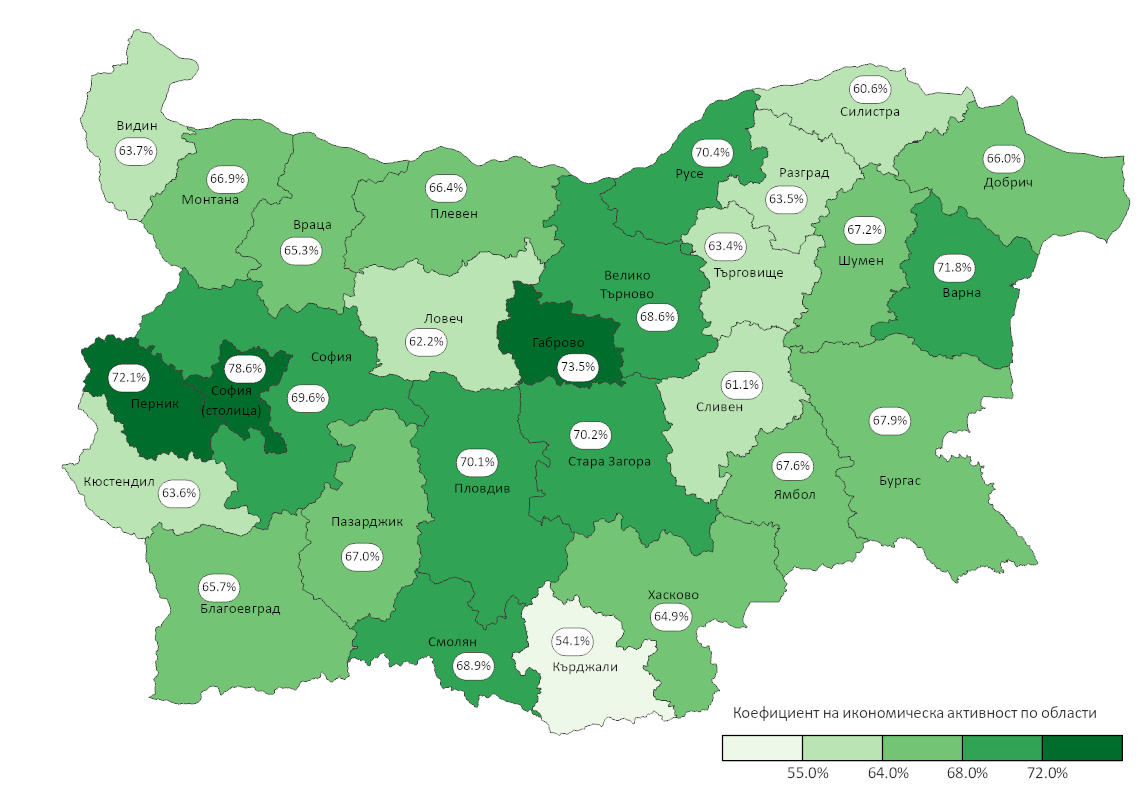 60.6%
Силистра
Видин
63.7%
70.4%
Русе
66.0%
Добрич
Разград
63.5%
66.9%
Монтана
66.4%
Плевен
Враца
65.3%
67.2%
Шумен
63.4%
Търговище
71.8%
Варна
Велико
Търново
68.6%
Ловеч
62.2%
Габрово
73.5%
София
69.6%
78.6%
София
(столица)
72.1%
Перник
61.1%
Сливен
67.9%
Бургас
70.2%
Стара Загора
70.1%
Пловдив
67.6%
Ямбол
Кюстендил
63.6%
Пазарджик
67.0%
65.7%
Благоевград
Хасково
64.9%
Смолян
68.9%
54.1%
Кърджали
Коефициент на икономическа активност по области
55.0% 64.0% 68.0% 72.0%